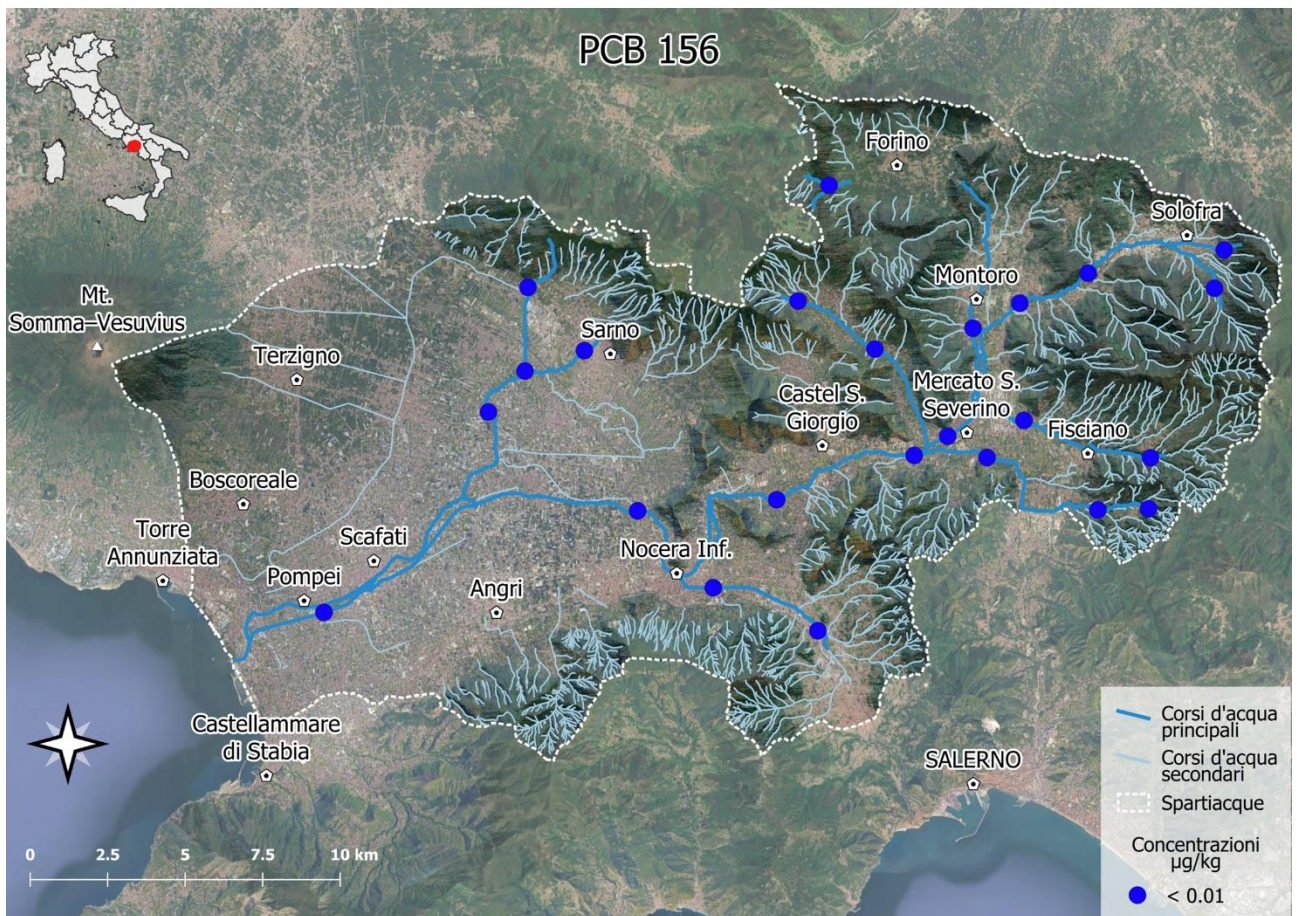 PCB 156
Forino
Solofra
Montoro
Mt.
Somma–Vesuvius
Sarno
Terzigno
Mercato S.
Severino
Castel S.
Giorgio
Fisciano
Boscoreale
Torre
Annunziata
Scafati
Nocera Inf.
Pompei
Angri
Castellammare
di Stabia
SALERNO
0 2.5 5 7.5 10 km
Corsi d'acqua
principali
Corsi d'acqua
secondari
Spartiacque
Concentrazioni
µg/kg
< 0.01